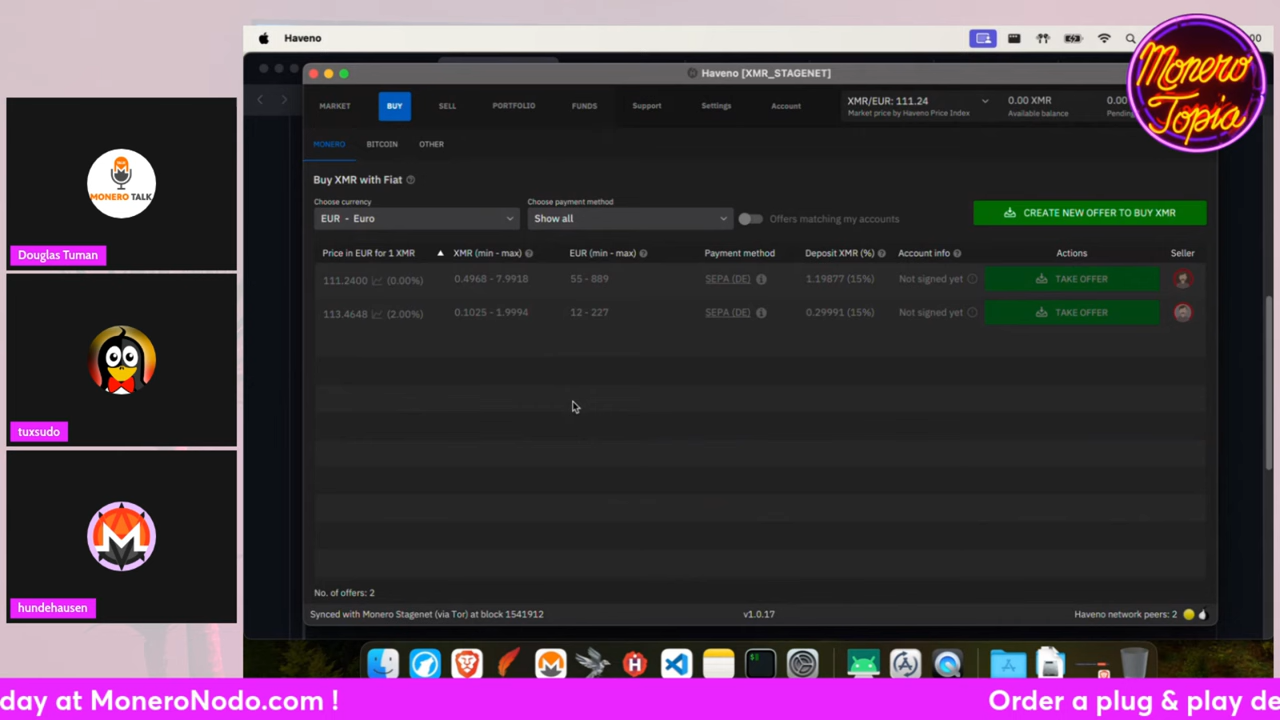 Haveno
00
Monero
Topia
Haveno [XMR_STAGENET]
MARKET
BUY
SELL
PORTFOLIO
FUNDS
Support
Settings
Account
XMR/EUR: 111.24
Market price by Haveno Price Index
0.00 XMR
Available balance
0.00
Pending
MONERO
BITCOIN
OTHER
Buy XMR with Fiat
Choose currency
EUR - Euro
Choose payment method
Show all
Offers matching my accounts
CREATE NEW OFFER TO BUY XMR
Price in EUR for 1 XMR XMR (min - max) EUR (min - max) Payment method Deposit XMR (%) Account info Actions Seller
111.2400 (0.00%) 0.4968 - 7.9918 55 - 889 SEPA (DE) 1.19877 (15%) Not signed yet TAKE OFFER
113.4648 (2.00%) 0.1025 - 1.9994 12 - 227 SEPA (DE) 0.29991 (15%) Not signed yet TAKE OFFER
No. of offers: 2
Synced with Monero Stagenet (via Tor) at block 1541912
v1.0.17
Haveno network peers: 2
MONERO TALK
Douglas Tuman
tuxsudo
hundehausen
day at MoneroNodo.com !
Order a plug & play de